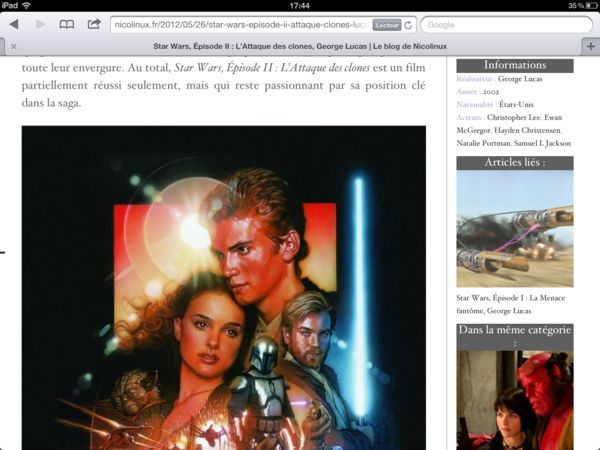 iPad
17:44
35 %
nicolinux.fr/2012/05/26/star-wars-episode-ii-attaque-clones-luc
Lecteur
Google
Star Wars, Épisode II : L'Attaque des clones, George Lucas | Le blog de Nicolinux
toute leur envergure. Au total, Star Wars, Épisode II : L'Attaque des clones est un film
partiellement réussi seulement, mais qui reste passionnant par sa position clé
dans la saga.
Informations
Réalisateur : George Lucas
Année : 2002
Nationalité : États-Unis
Acteurs : Christopher Lee, Ewan
McGregor, Hayden Christensen,
Natalie Portman, Samuel L Jackson
Articles liés :
Star Wars, Épisode I : La Menace
fantôme, George Lucas
Dans la même catégorie
: